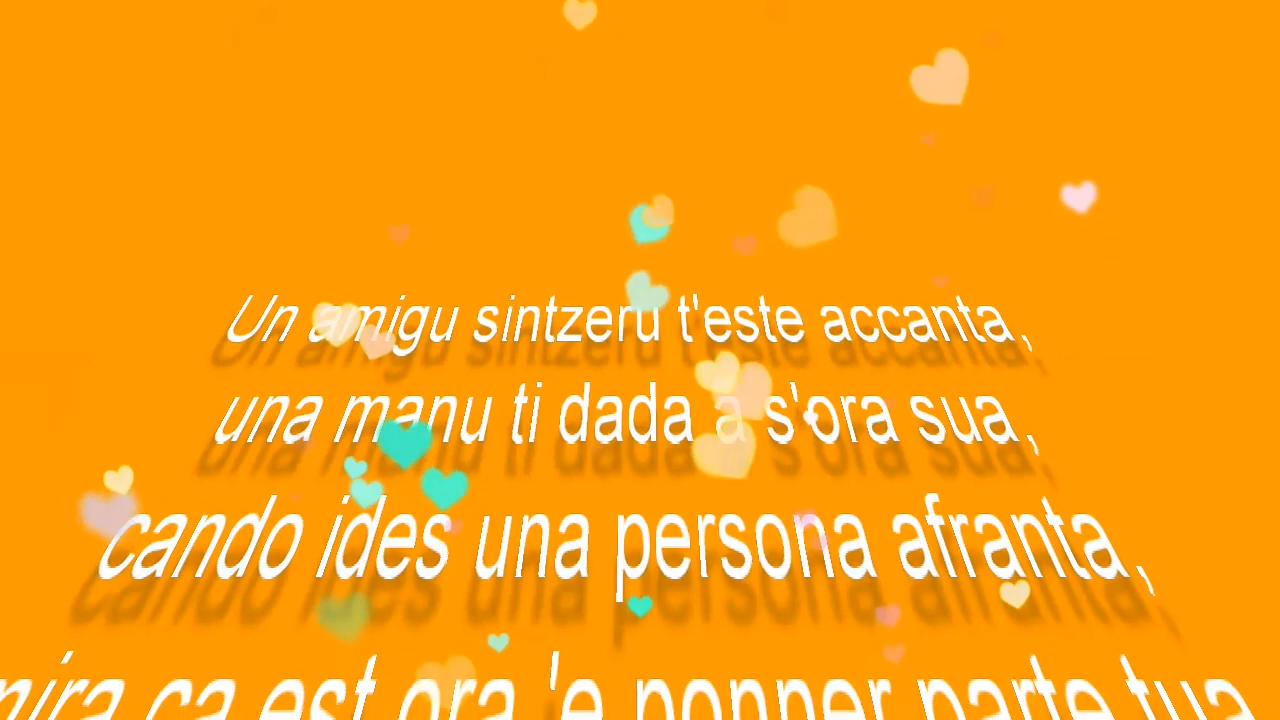 Un amigu sintzeru t'este accanta,
una manu ti dada a s'ora sua,
cando ides una persona afranta,
mira ca est ora 'e ponner parte tua